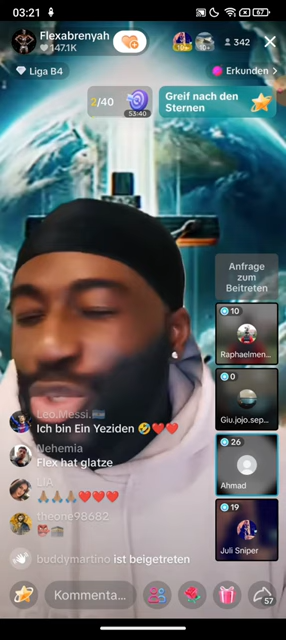 03:21
67
Flexabrenyah
147.1K
10+
342
Liga B4
Erkunden
2/40
53:40
Greif nach den
Sternen
Anfrage
zum
Beitreten
10
Raphaelmen...
0
Giu.jojo.sep...
26
Ahmad
19
Juli Sniper
Leo.Messi.
Ich bin Ein Yeziden 🤣❤️❤️
Nehemia
Flex hat glatze
LIA
🙏🏽🙏🏽🙏🏽❤️❤️❤️
theone98682
buddymartino ist beigetreten
Kommenta...
57